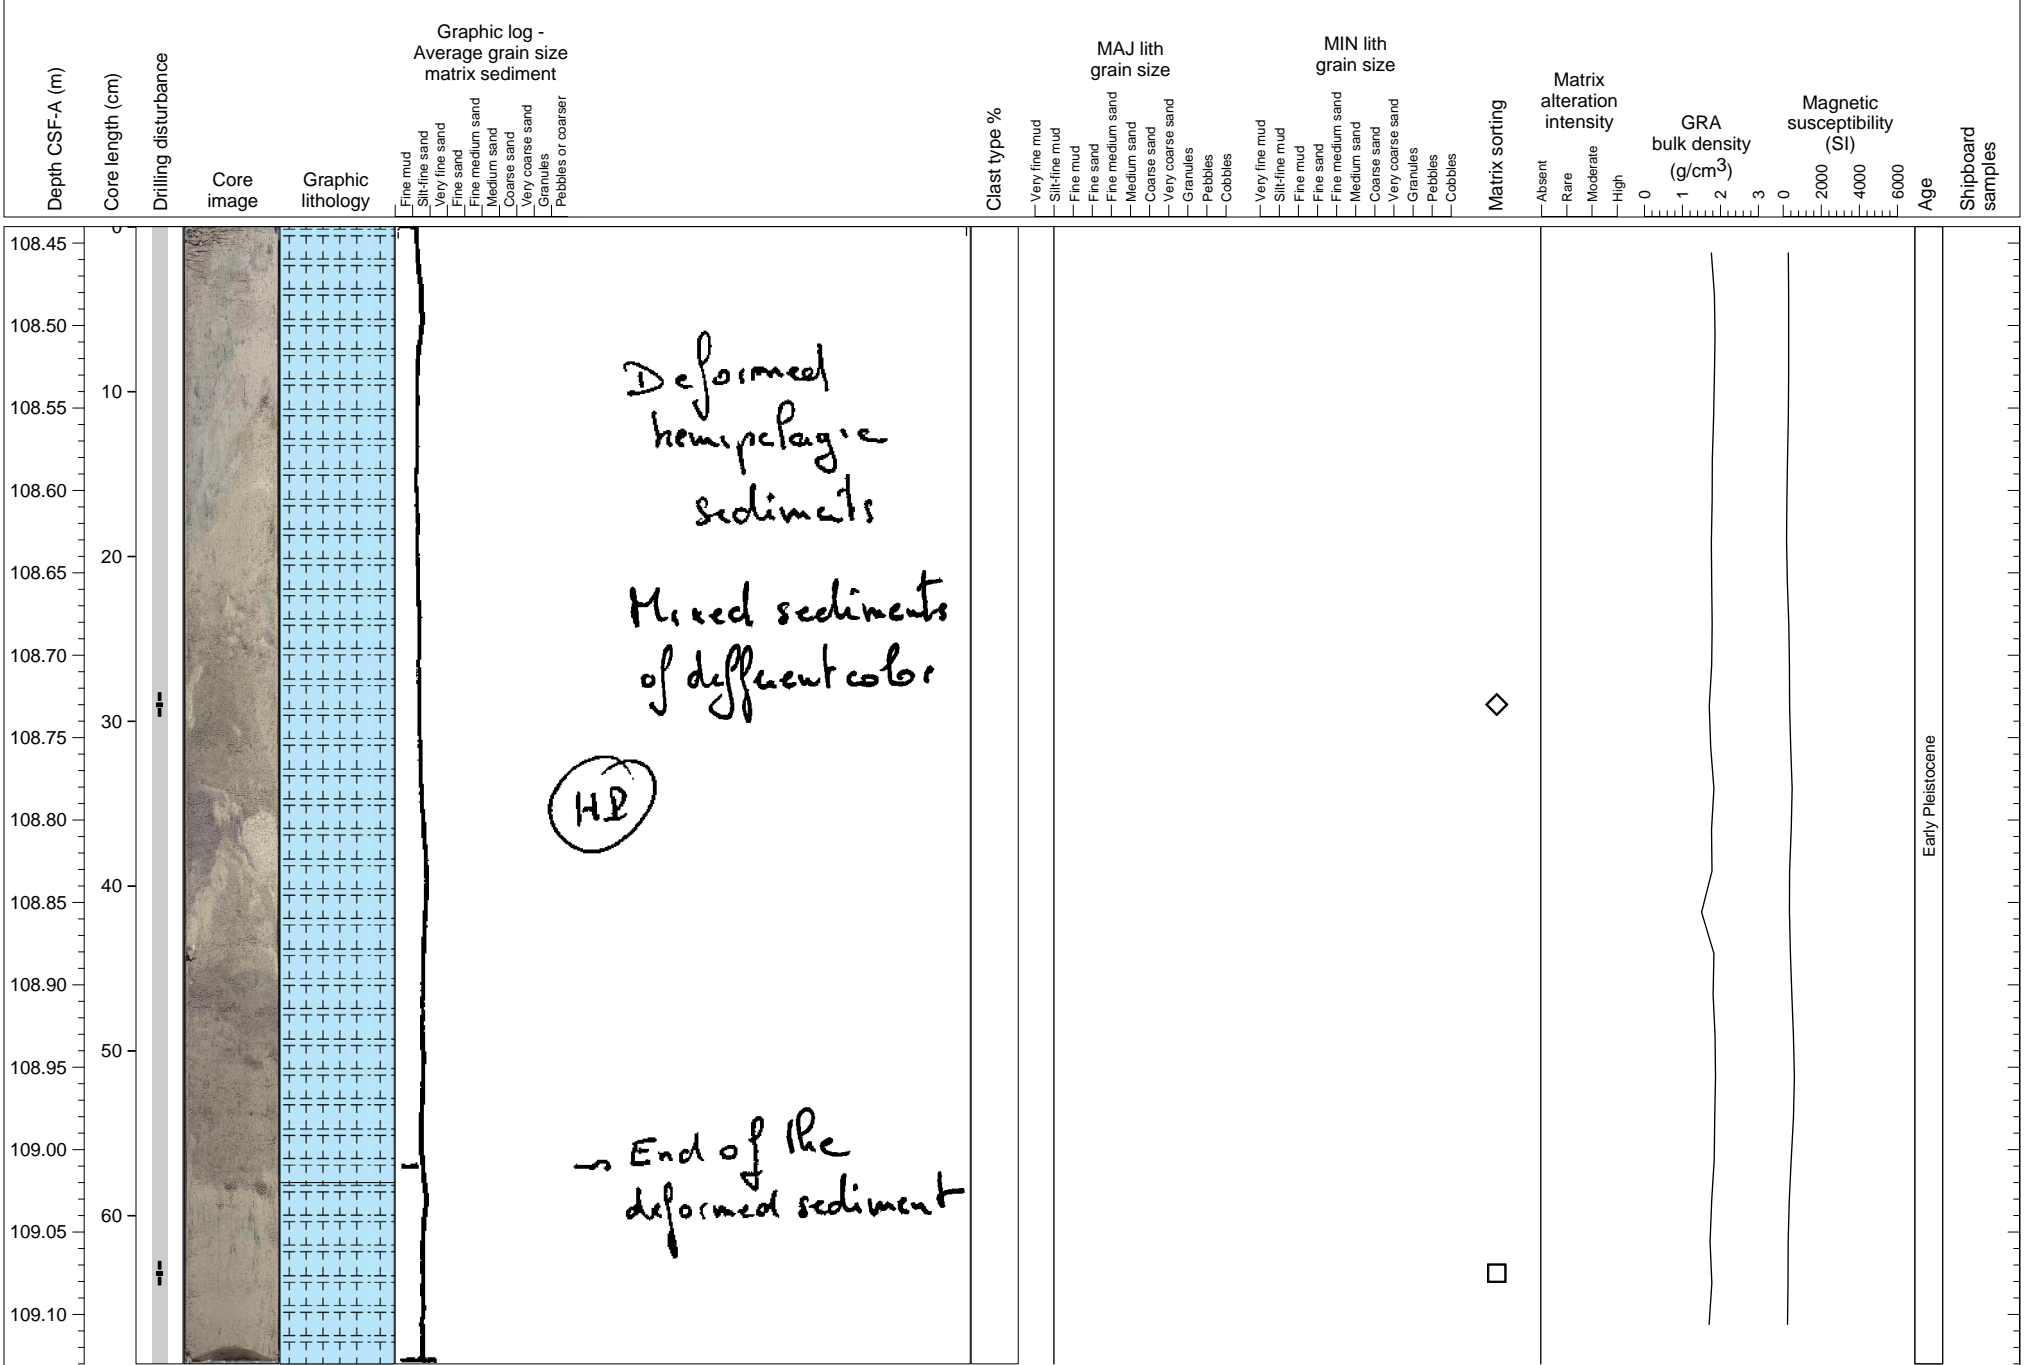 Graphic log -
Average grain size
matrix sediment
MAJ lith
grain size
MIN lith
grain size
Depth CSF-A (m)
Core length (cm)
Drilling disturbance
Core
image
Graphic
lithology
Fine mud
Silt-fine sand
Very fine sand
Fine sand
Fine medium sand
Medium sand
Coarse sand
Very coarse sand
Granules
Pebbles or coarser
Clast type %
Very fine mud
Silt-fine mud
Fine mud
Fine sand
Fine medium sand
Medium sand
Coarse sand
Very coarse sand
Granules
Pebbles
Cobbles
Very fine mud
Silt-fine mud
Fine mud
Fine sand
Fine medium sand
Medium sand
Coarse sand
Very coarse sand
Granules
Pebbles
Cobbles
Matrix sorting
Matrix
alteration
intensity
Absent
Rare
Moderate
High
GRA
bulk density
(g/cm3)
0
1
2
3
Magnetic
susceptibility
(SI)
0
2000
4000
6000
Age
Shipboard
samples
108.45
108.50
108.55
108.60
108.65
108.70
108.75
108.80
108.85
108.90
108.95
109.00
109.05
109.10
0
10
20
30
40
50
60
Deformed
hemipelagic
sediments
Mixed sediments
of different color
End of the
deformed sediment
Early Pleistocene